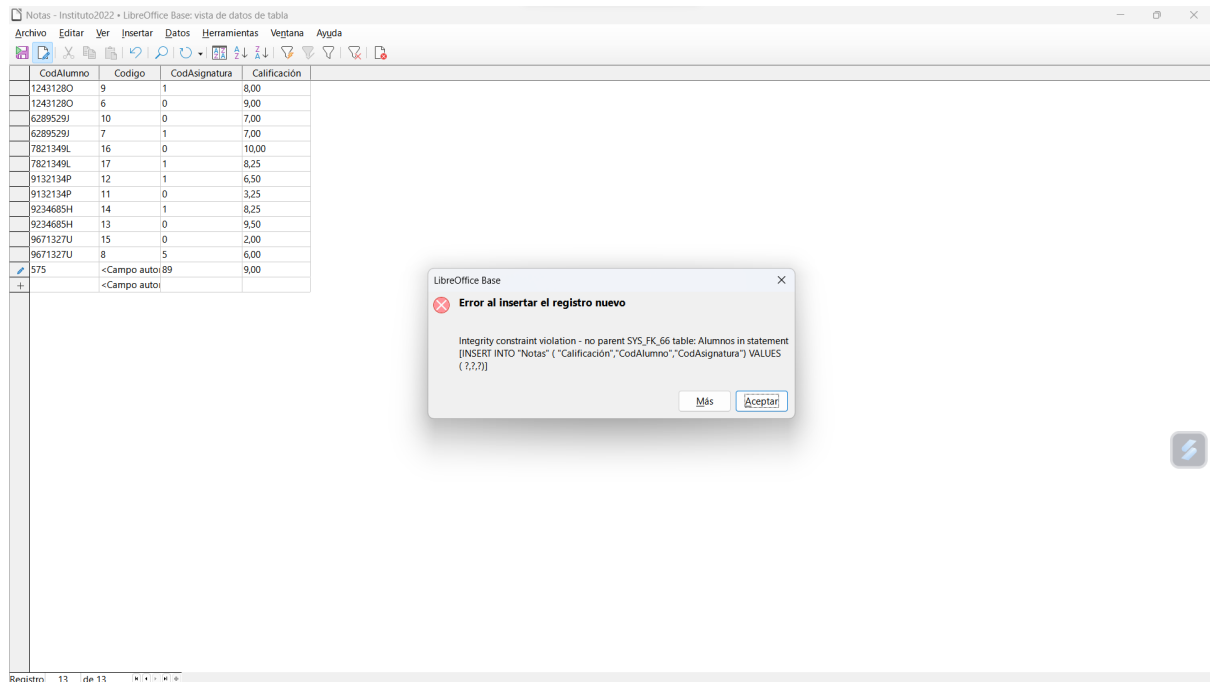 Notas - Instituto2022 • LibreOffice Base: vista de datos de tabla
Archivo Editar Ver Insertar Datos Herramientas Ventana Ayuda
CodAlumno Codigo CodAsignatura Calificación
1243128O 9 1 8,00
1243128O 6 0 9,00
6289529J 10 0 7,00
6289529J 7 1 7,00
7821349L 16 0 10,00
7821349L 17 1 8,25
9132134P 12 1 6,50
9132134P 11 0 3,25
9234685H 14 1 8,25
9234685H 13 0 9,50
9671327U 15 0 2,00
9671327U 8 5 6,00
575 <Campo autoi 89 9,00
<Campo autoi
LibreOffice Base
Error al insertar el registro nuevo
Integrity constraint violation - no parent SYS_FK_66 table: Alumnos in statement
[INSERT INTO "Notas" ( "Calificación","CodAlumno","CodAsignatura") VALUES
( ?,?,?)]
Más Aceptar
Registro 13 de 13